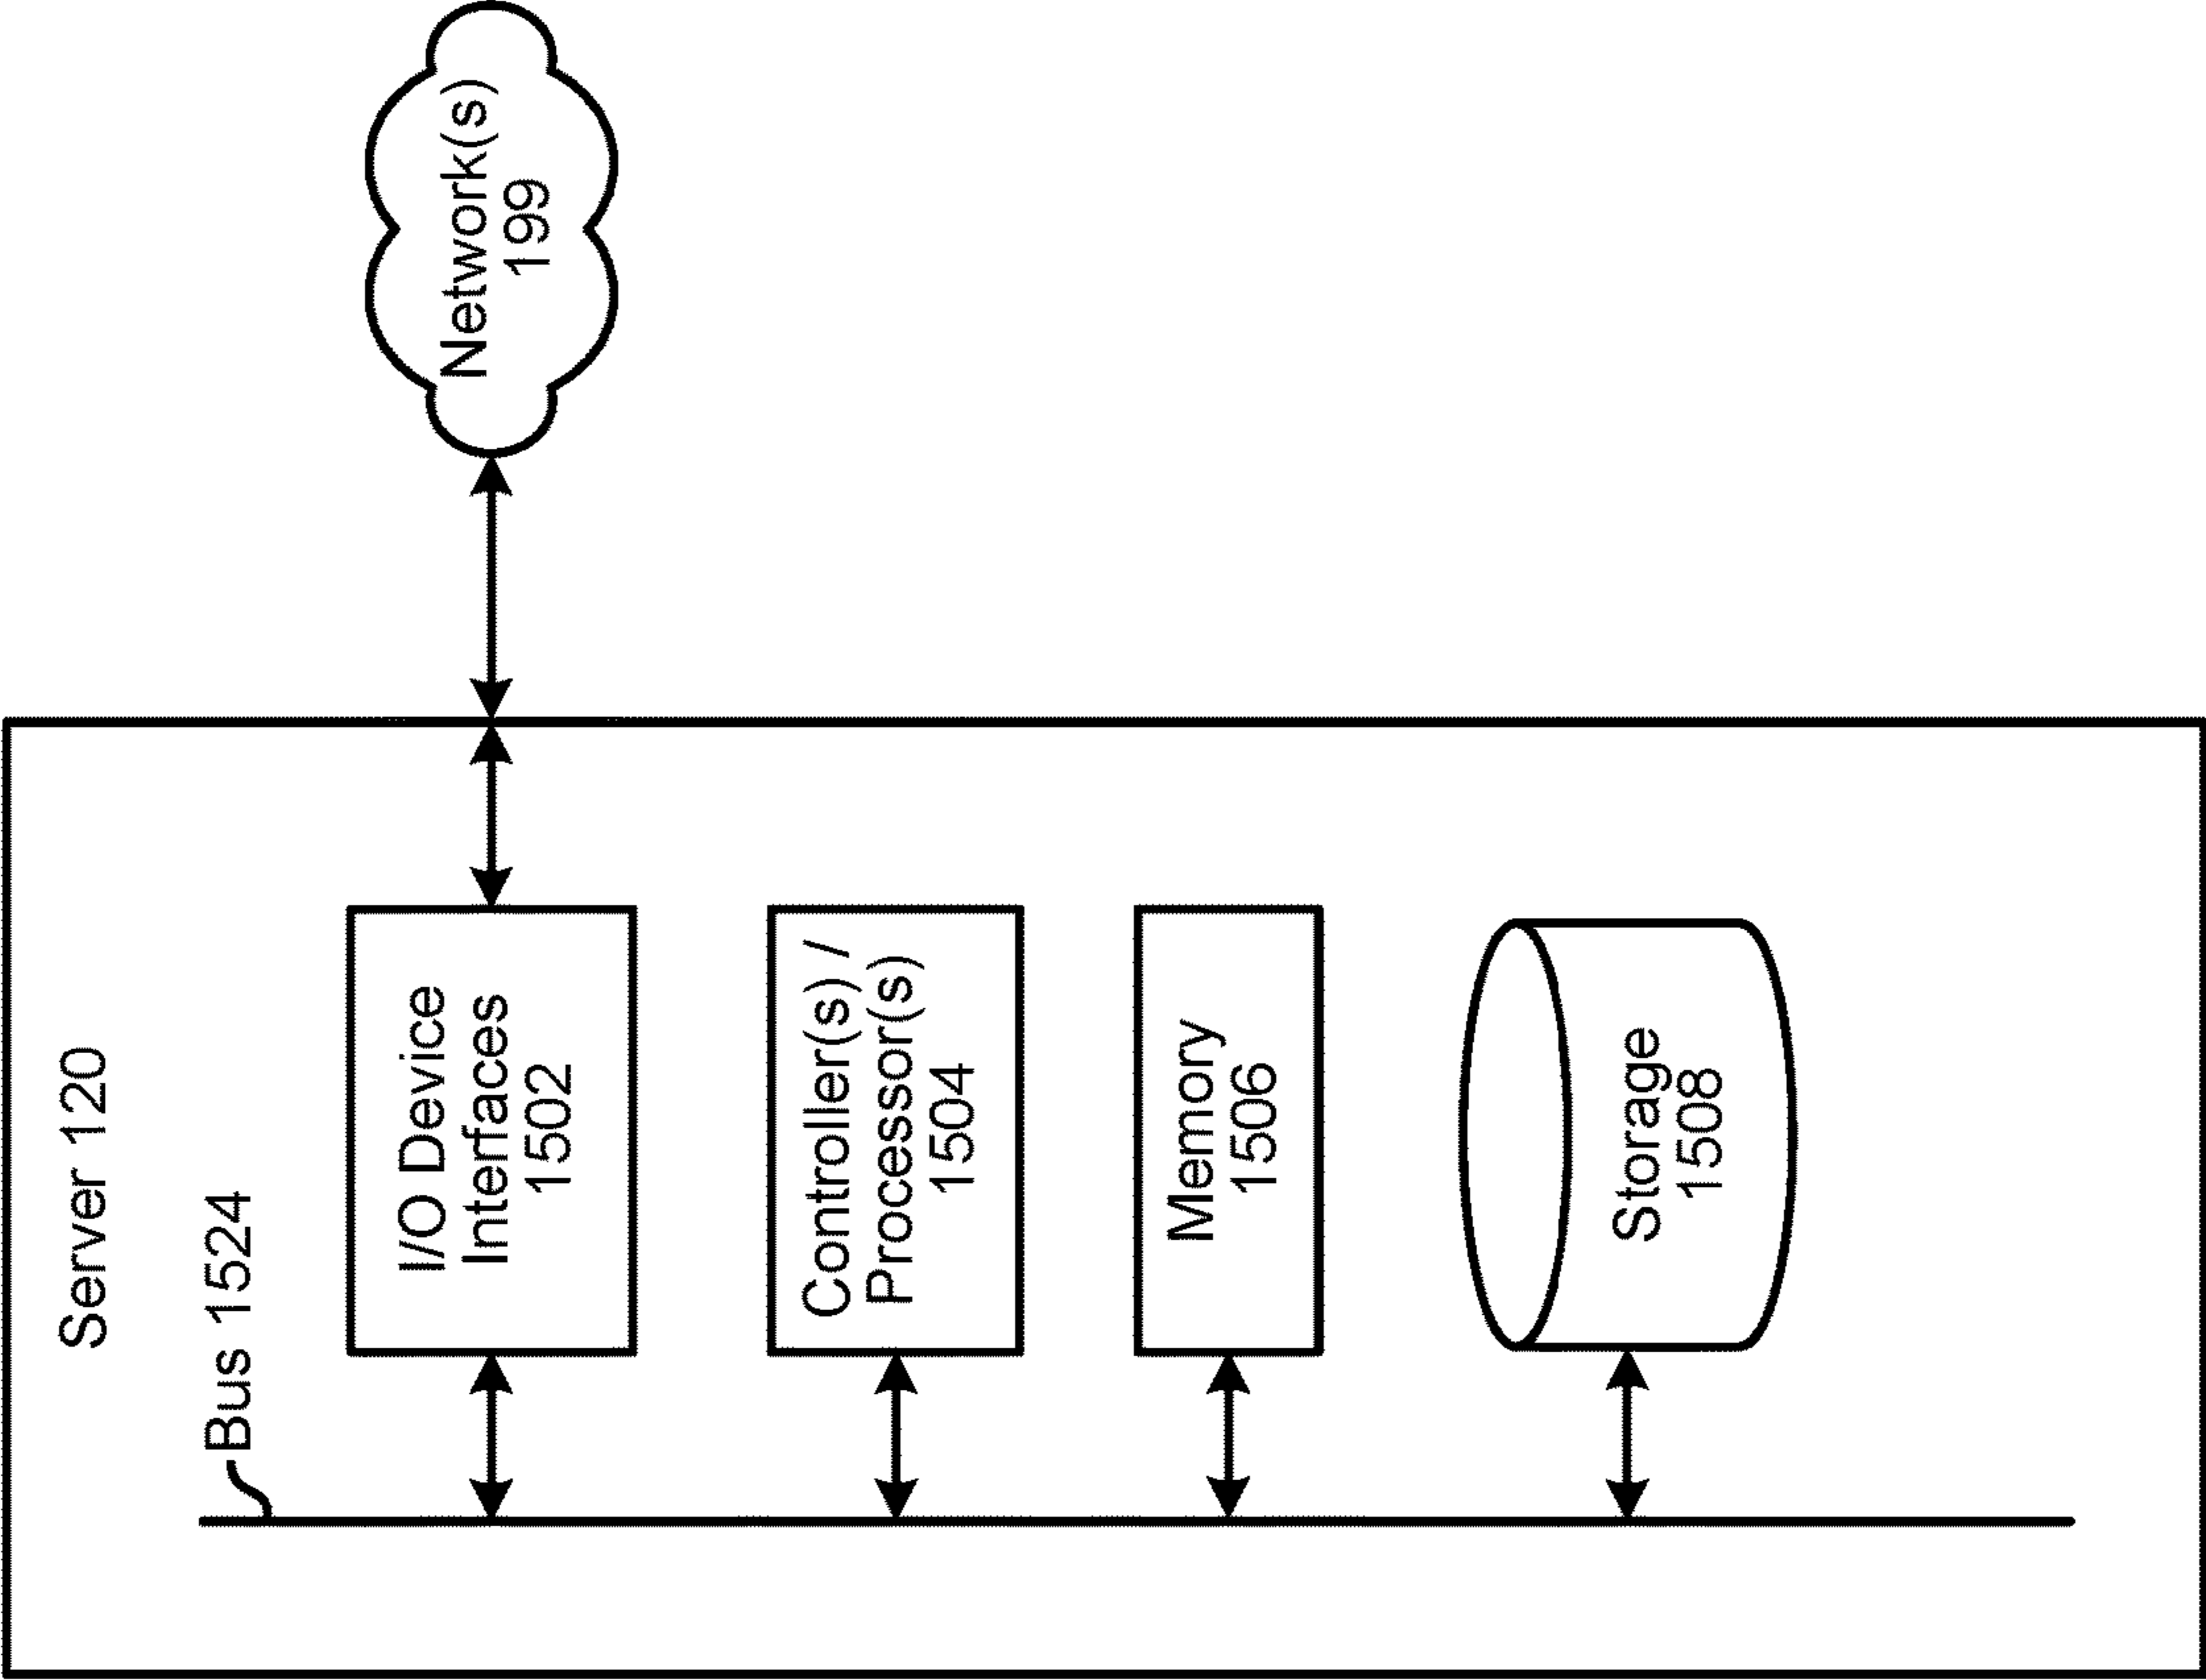 Server 120
Bus 1524
I/O Device
Interfaces
1502
Network(s)
199
Controller(s) /
Processor(s)
1504
Memory
1506
Storage
1508